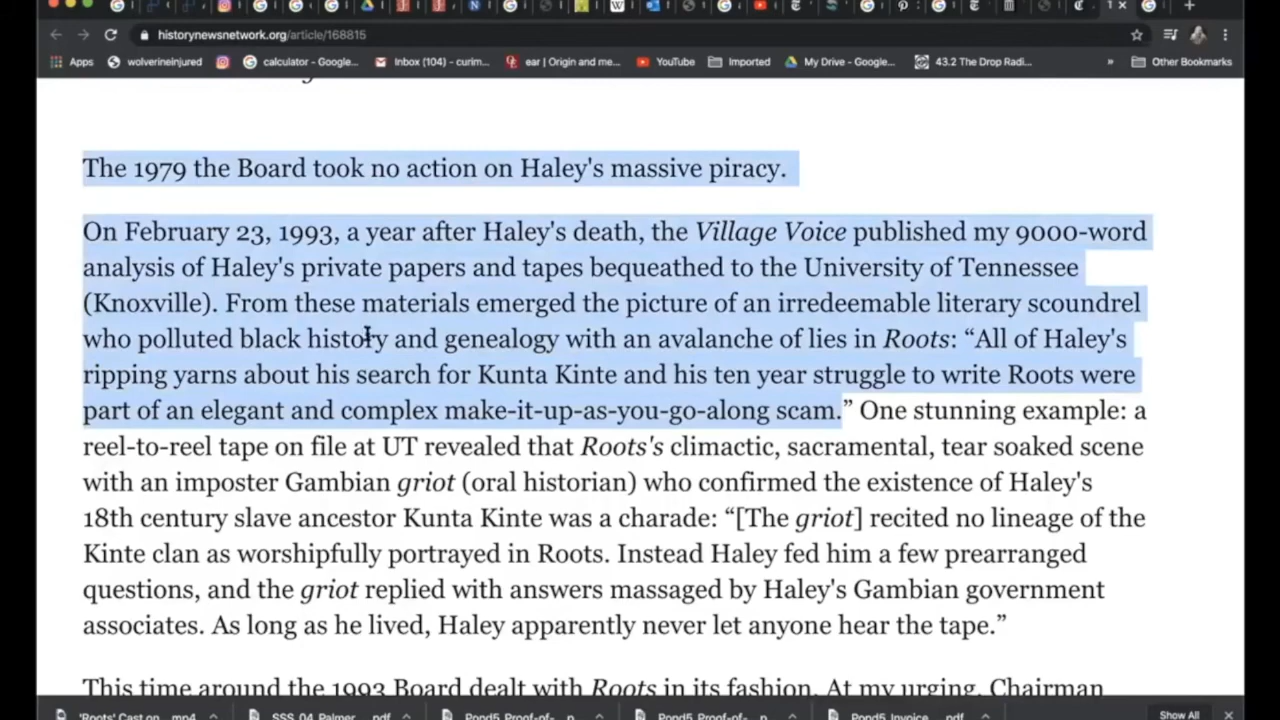 historynewsnetwork.org/article/168815
Apps wolverineinjured calculator - Google... Inbox (104) - curim... ear | Origin and me... YouTube Imported My Drive - Google... 43.2 The Drop Radi... » Other Bookmarks
The 1979 the Board took no action on Haley's massive piracy.
On February 23, 1993, a year after Haley's death, the Village Voice published my 9000-word
analysis of Haley's private papers and tapes bequeathed to the University of Tennessee
(Knoxville). From these materials emerged the picture of an irredeemable literary scoundrel
who polluted black history and genealogy with an avalanche of lies in Roots: “All of Haley's
ripping yarns about his search for Kunta Kinte and his ten year struggle to write Roots were
part of an elegant and complex make-it-up-as-you-go-along scam.” One stunning example: a
reel-to-reel tape on file at UT revealed that Roots's climactic, sacramental, tear soaked scene
with an imposter Gambian griot (oral historian) who confirmed the existence of Haley's
18th century slave ancestor Kunta Kinte was a charade: “[The griot] recited no lineage of the
Kinte clan as worshipfully portrayed in Roots. Instead Haley fed him a few prearranged
questions, and the griot replied with answers massaged by Haley's Gambian government
associates. As long as he lived, Haley apparently never let anyone hear the tape.”
This time around the 1993 Board dealt with Roots in its fashion. At my urging, Chairman
'Roots' Cast on ....mp4 SSS_04_Palmer....pdf Pond5_Proof-of-...p... Pond5_Proof-of-...p... Pond5_Invoice_....pdf Show All